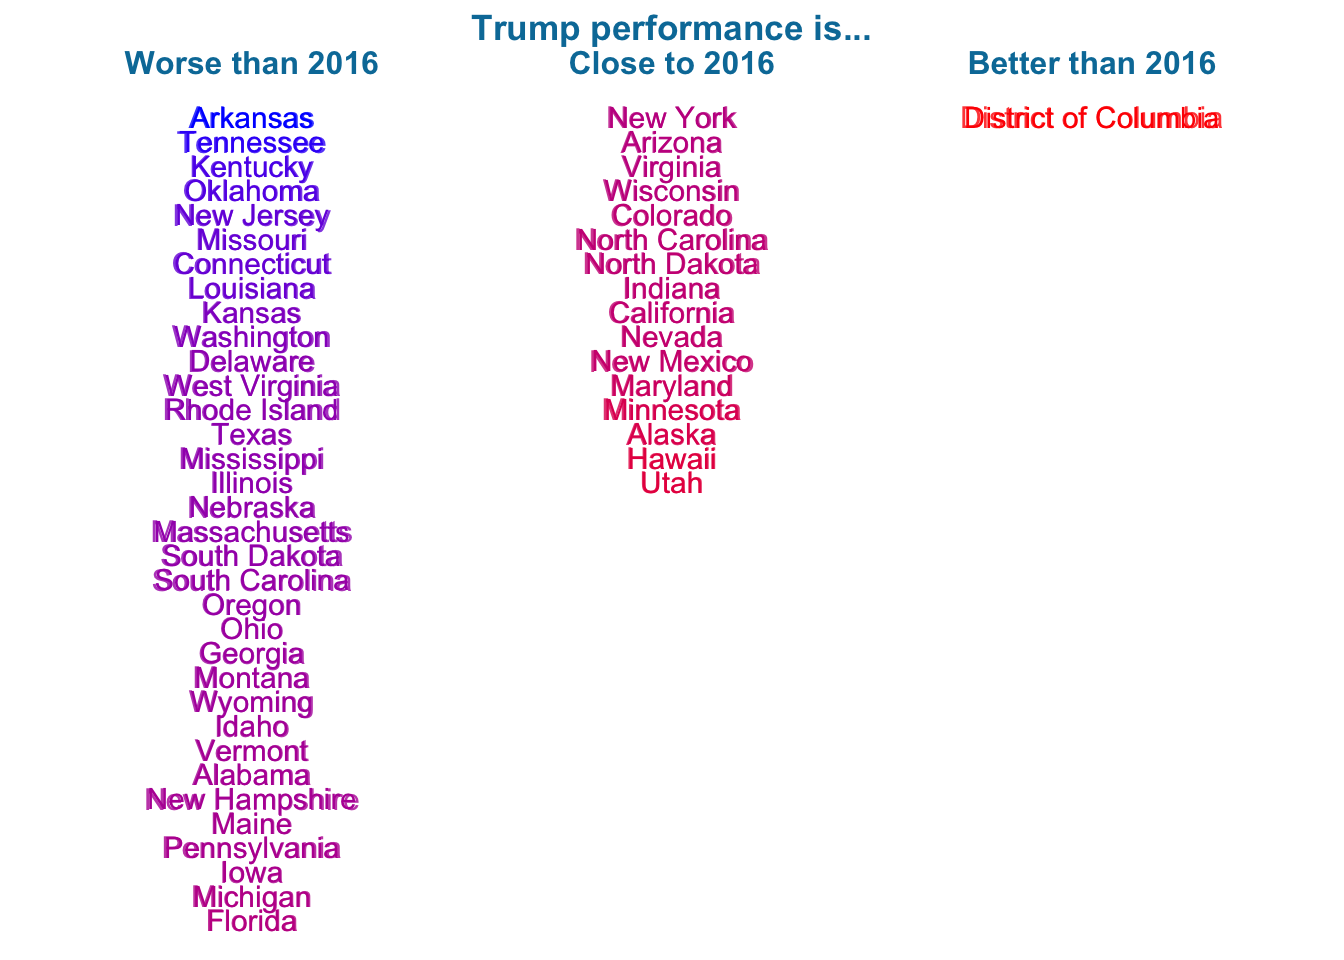 Trump performance is...
Worse than 2016
Arkansas
Tennessee
Kentucky
Oklahoma
New Jersey
Missouri
Connecticut
Louisiana
Kansas
Washington
Delaware
West Virginia
Rhode Island
Texas
Mississippi
Illinois
Nebraska
Massachusetts
South Dakota
South Carolina
Oregon
Ohio
Georgia
Montana
Wyoming
Idaho
Vermont
Alabama
New Hampshire
Maine
Pennsylvania
Iowa
Michigan
Florida
Close to 2016
New York
Arizona
Virginia
Wisconsin
Colorado
North Carolina
North Dakota
Indiana
California
Nevada
New Mexico
Maryland
Minnesota
Alaska
Hawaii
Utah
Better than 2016
District of Columbia